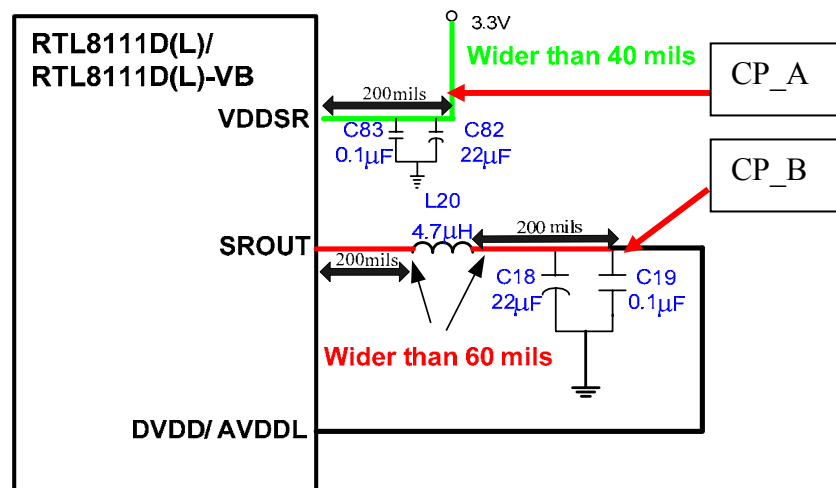 RTL8111D(L)/
RTL8111D(L)-VB
3.3V
Wider than 40 mils
CP_A
200mils
VDDSR
C83
0.1µF
C82
22µF
CP_B
L20
4.7µH
200 mils
SROUT
200mils
C18
22µF
C19
0.1µF
Wider than 60 mils
DVDD/ AVDDL